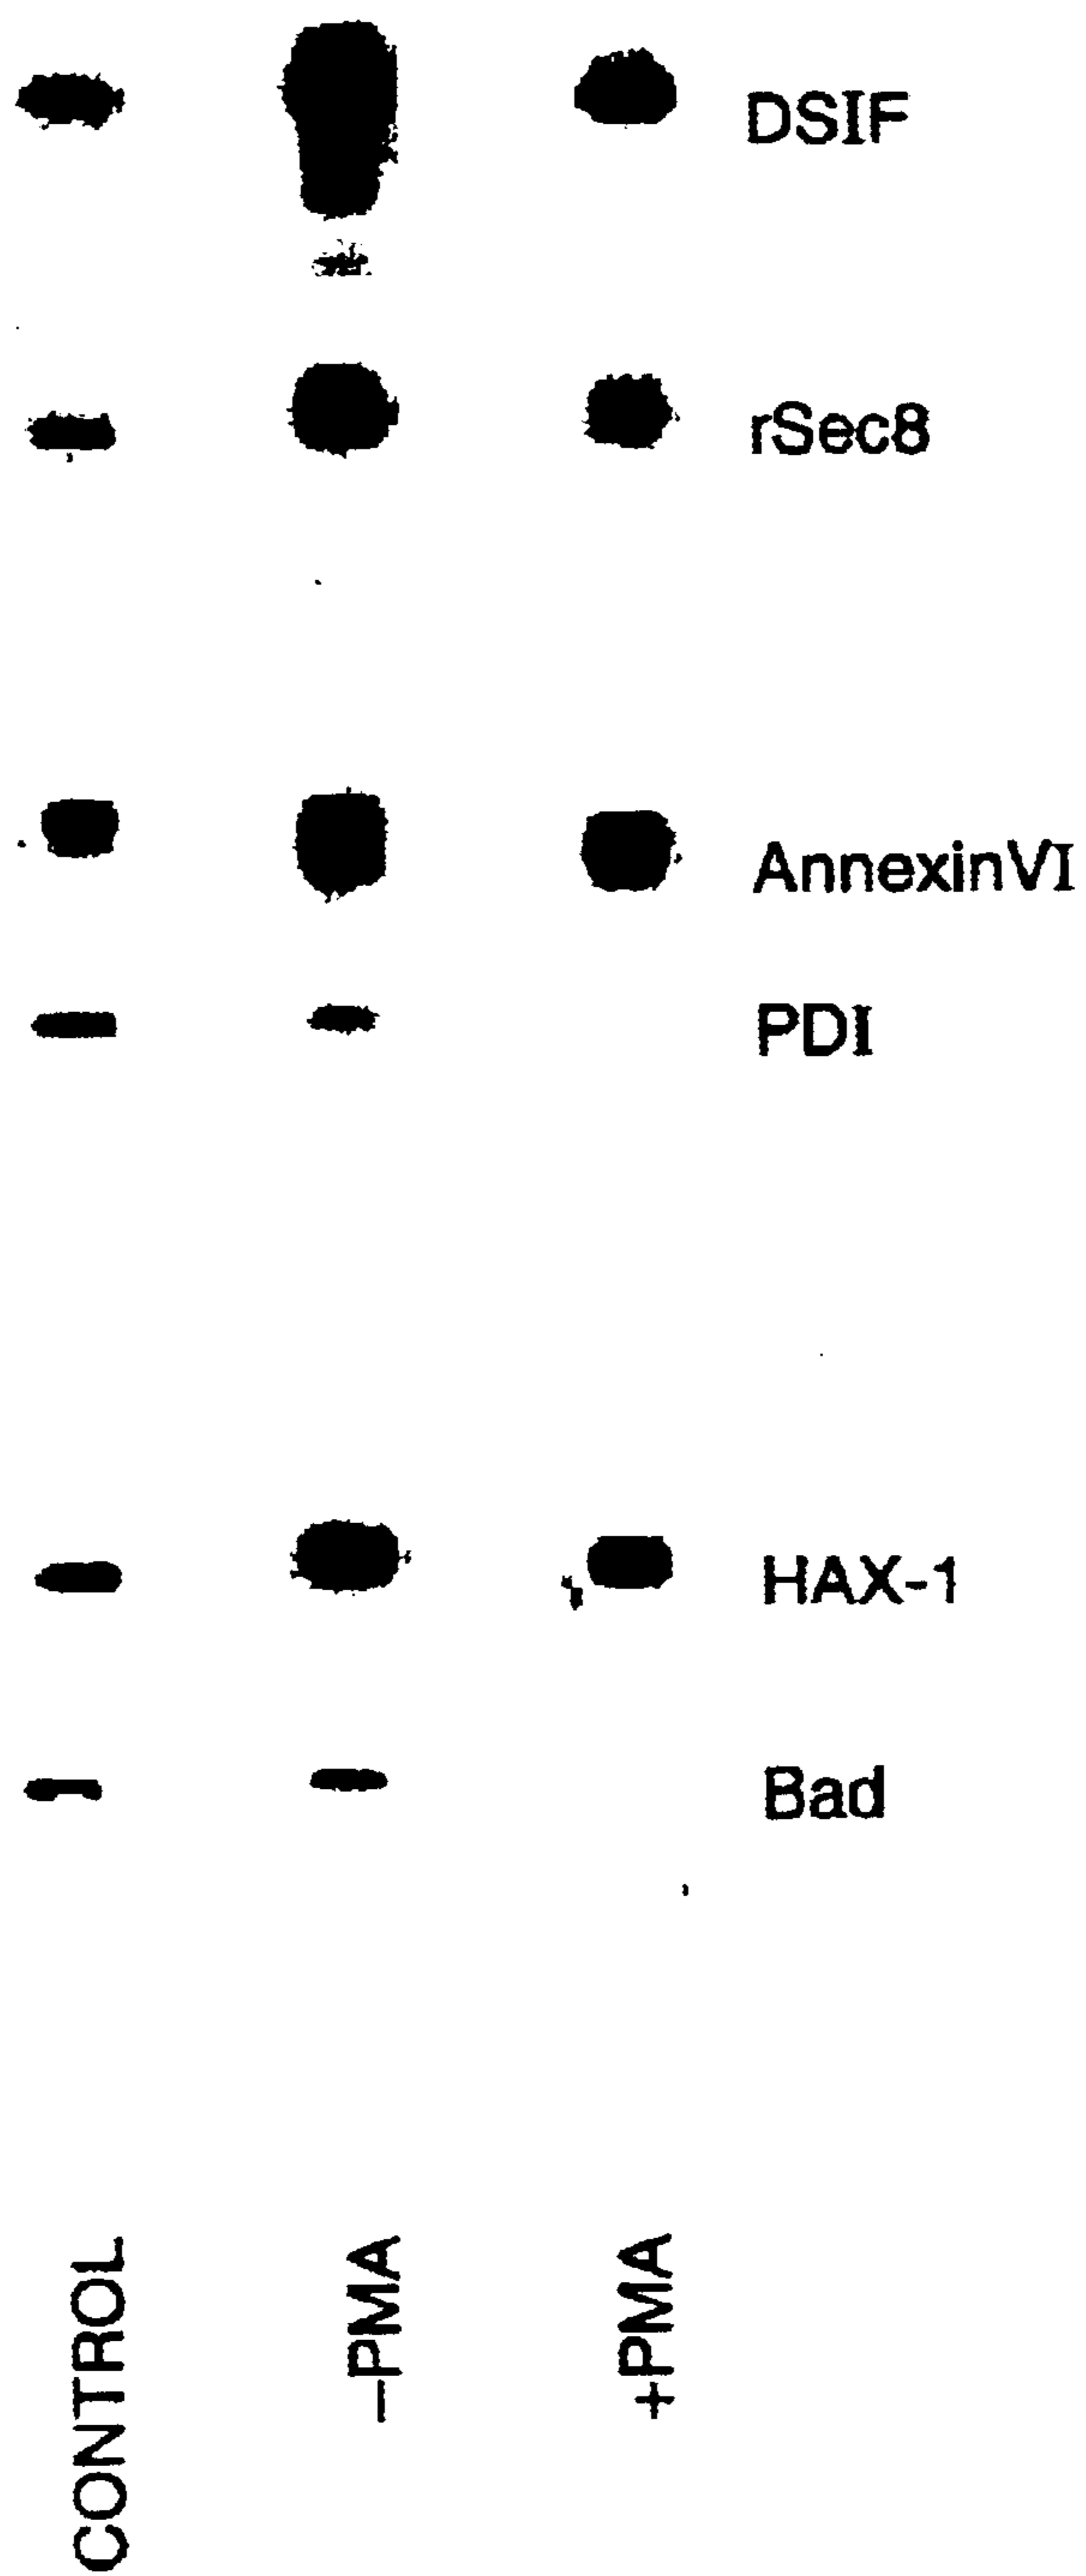 DSIF
rSec8
AnnexinVI
PDI
HAX-1
Bad
CONTROL
–PMA
+PMA